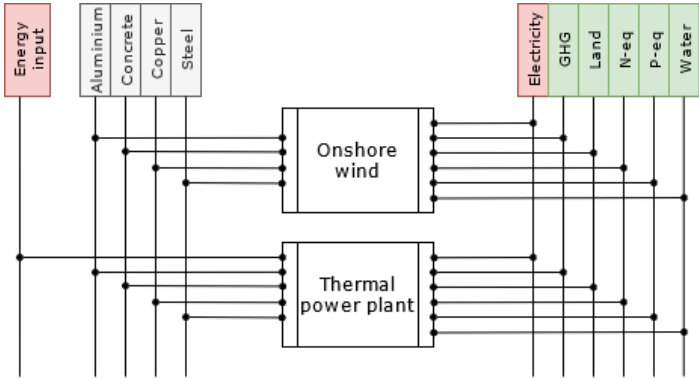 Energy
input
Aluminium
Concrete
Copper
Steel
Electricity
GHG
Land
N-eq
P-eq
Water
Onshore
wind
Thermal
power plant